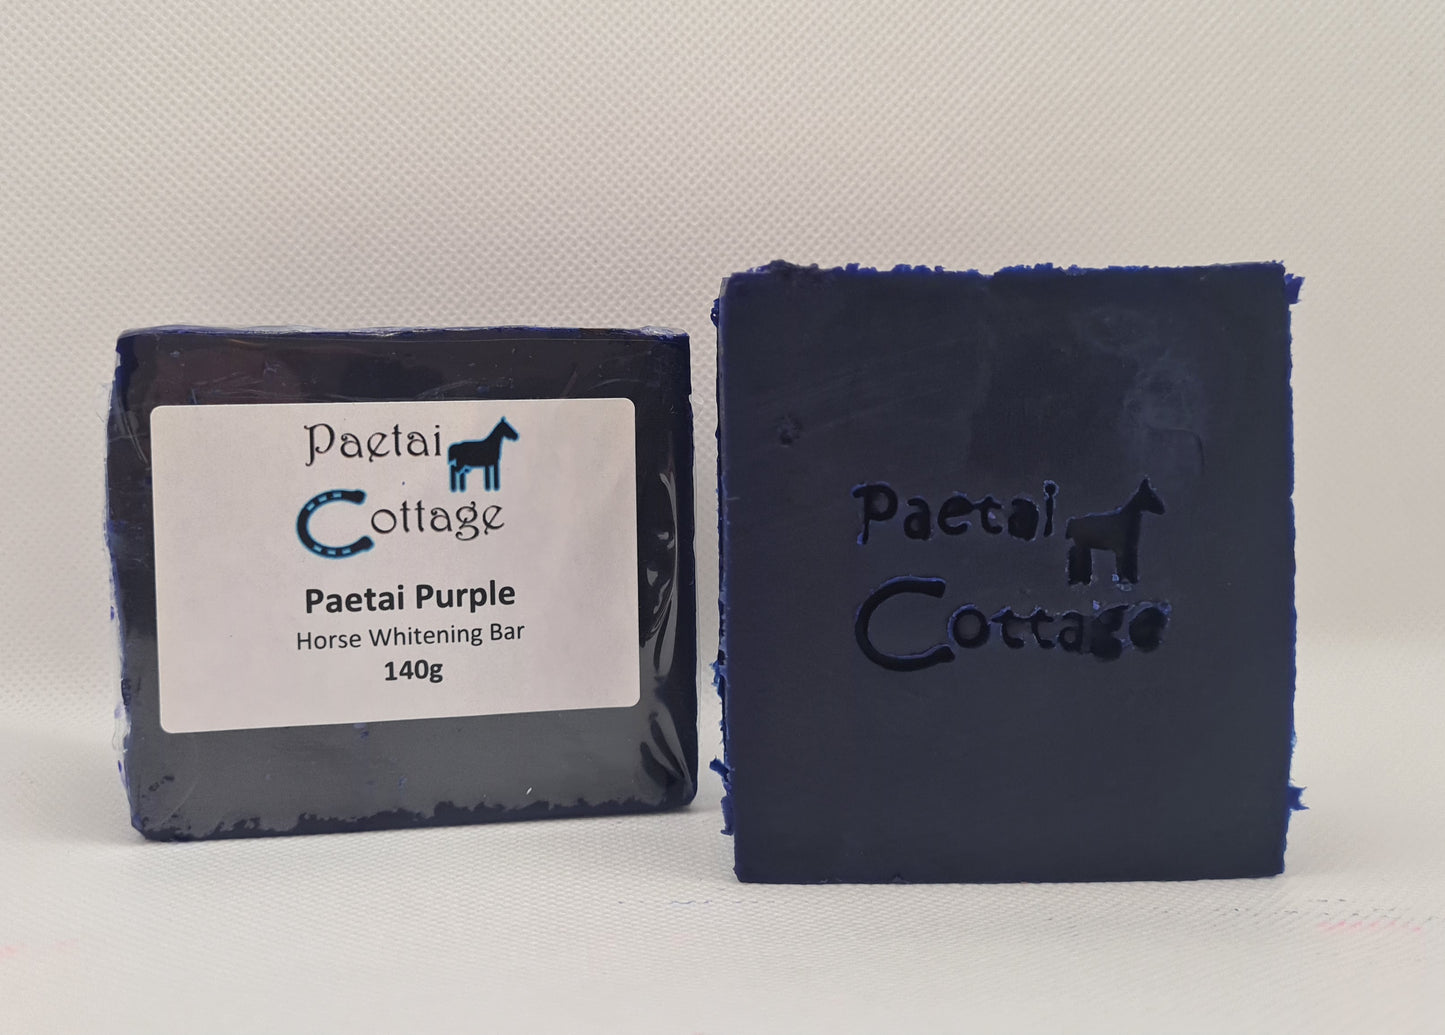 Paetai
Cottage
Paetai Purple
Horse Whitening Bar
140g
Paetai
Cottage